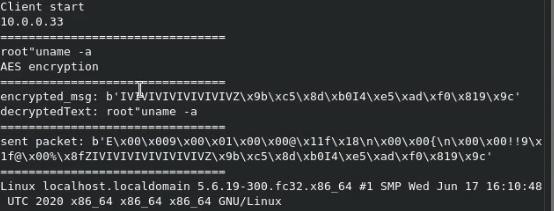 Client start
10.0.0.33
===============================
root"uname -a
AES encryption
===============================
encrypted_msg: b'IVIVIVIVIVIVIVIVZ\x9b\xc5\x8d\xb0I4\xe5\xad\xf0\x819\x9c'
decryptedText: root"uname -a
===============================
sent packet: b'E\x00\x009\x00\x01\x00\x00@\x11f\x18\n\x00\x00{\n\x00\x00!!9\x
1f@\x00%\x8fZIVIVIVIVIVIVIVIVZ\x9b\xc5\x8d\xb0I4\xe5\xad\xf0\x819\x9c'
===============================
Linux localhost.localdomain 5.6.19-300.fc32.x86_64 #1 SMP Wed Jun 17 16:10:48
UTC 2020 x86_64 x86_64 x86_64 GNU/Linux